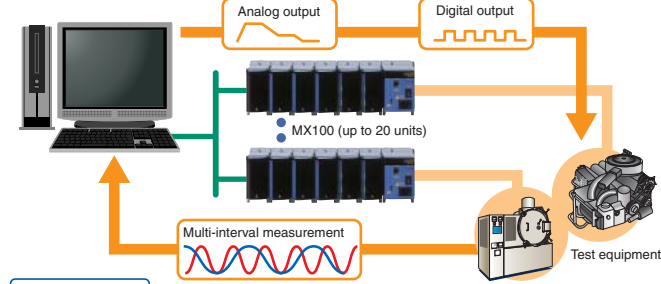 Analog output
Digital output
MX100 (up to 20 units)
Multi-interval measurement
Test equipment